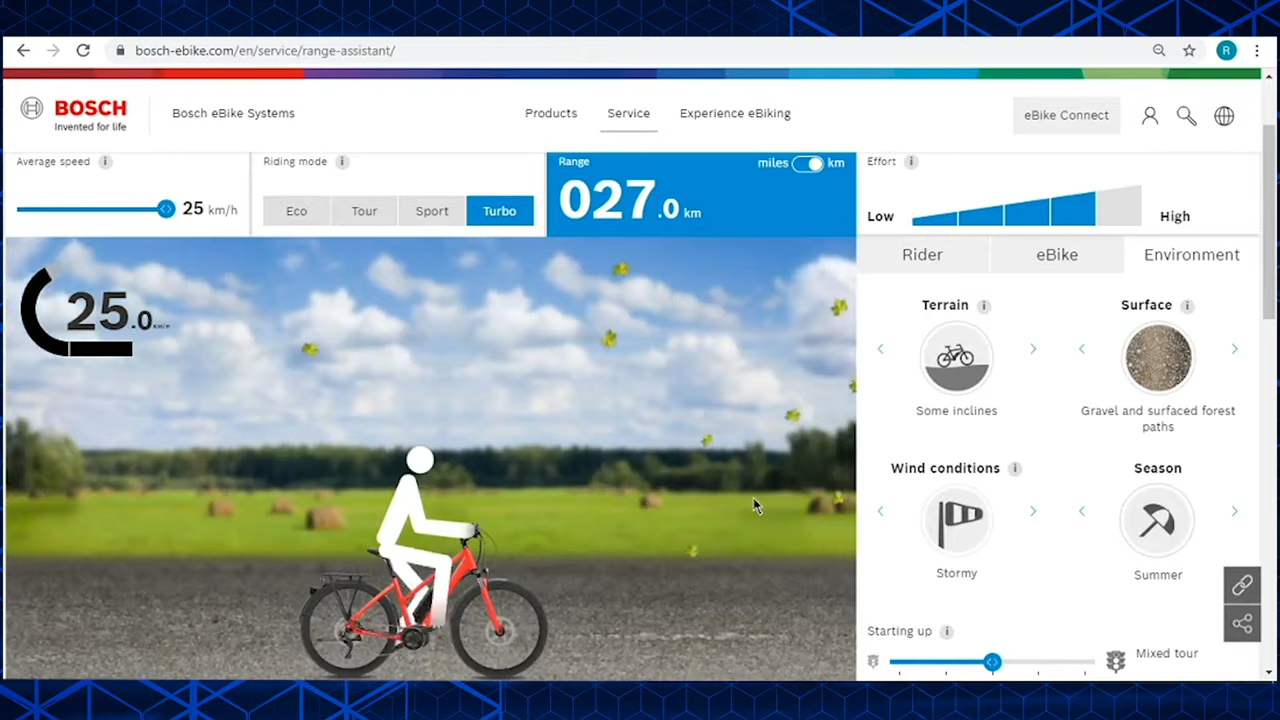 bosch-ebike.com/en/service/range-assistant/
R
BOSCH
Invented for life
Bosch eBike Systems
Products
Service
Experience eBiking
eBike Connect
Average speed i
25 km/h
Riding mode i
Eco
Tour
Sport
Turbo
Range
miles km
027.0 km
Effort i
Low
High
Rider
eBike
Environment
25.0
Terrain i
Some inclines
Surface i
Gravel and surfaced forest
paths
Wind conditions i
Stormy
Season
Summer
Starting up i
Mixed tour